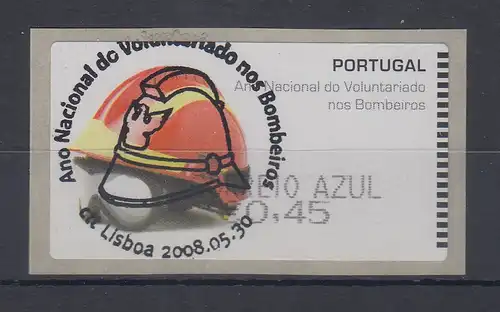 PORTUGAL
Ano Nacional do Voluntariado
nos Bombeiros
REIO AZUL
0,45
Ano Nacional do Voluntariado nos Bombeiros
Lisboa 2008.05.30